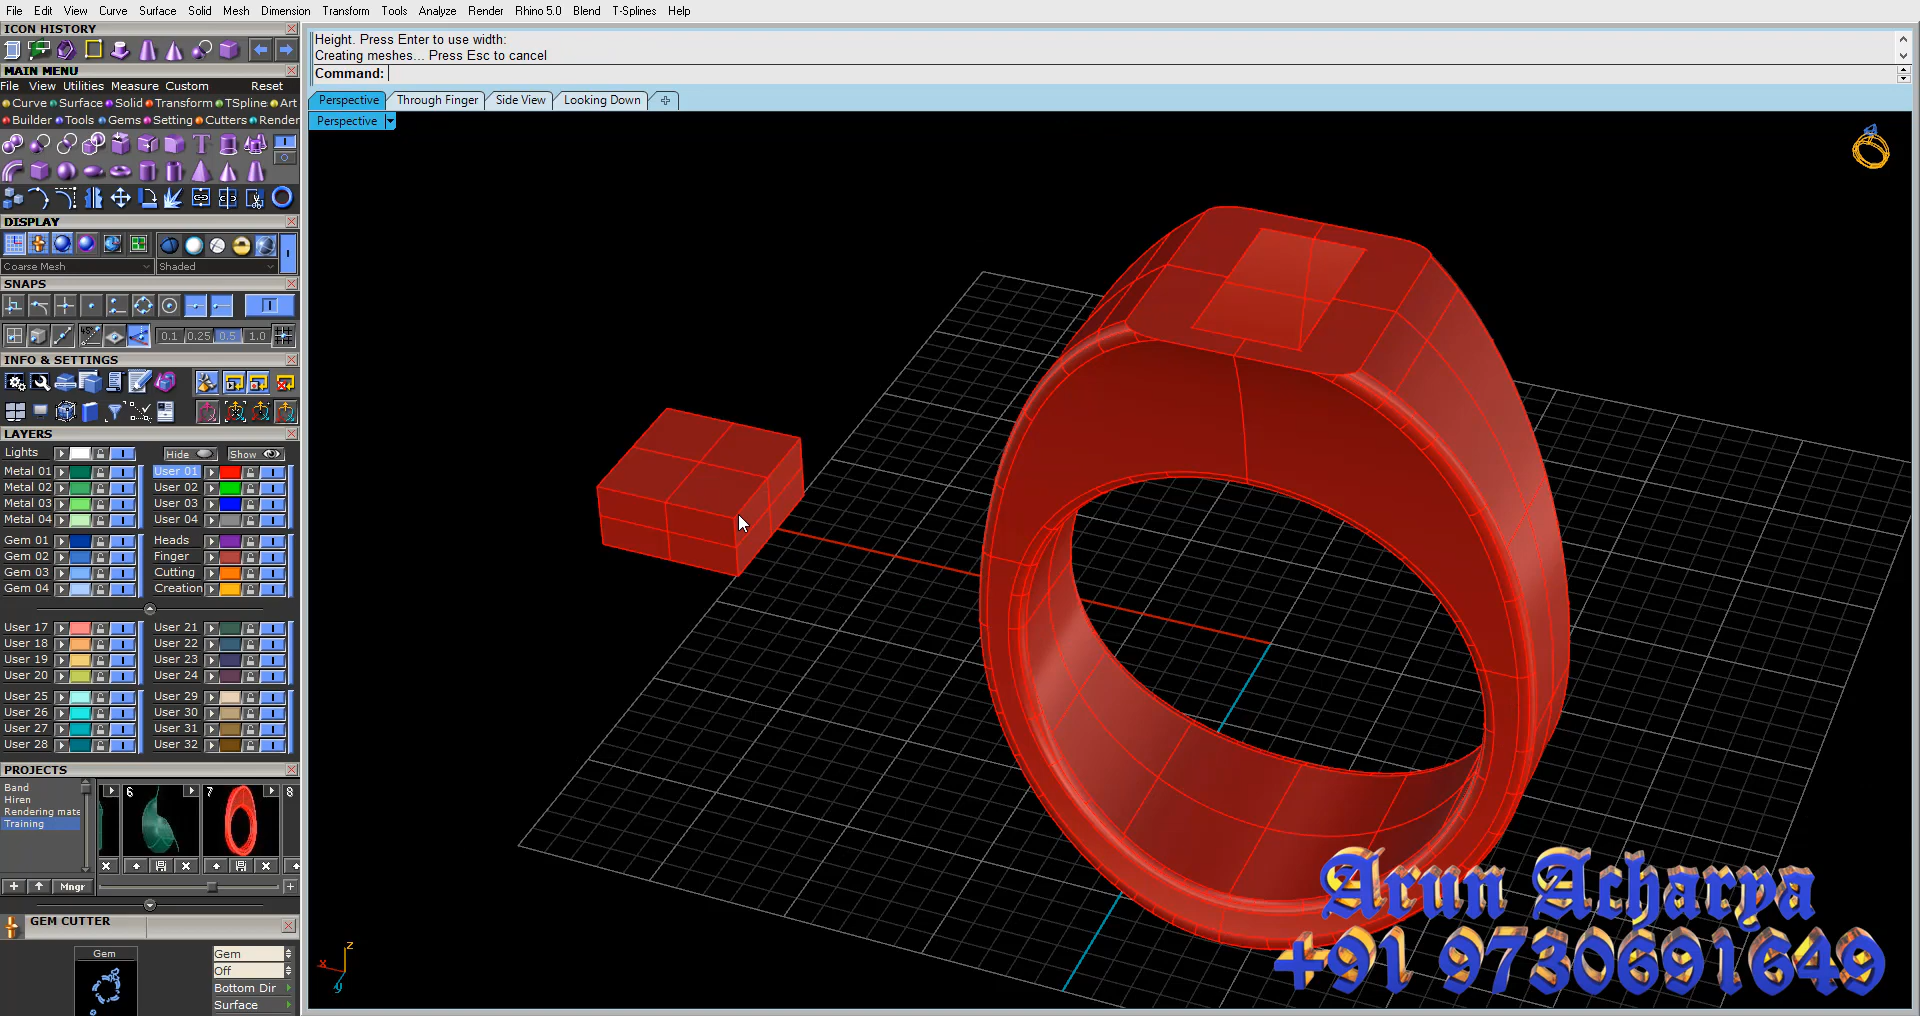 File Edit View Curve Surface Solid Mesh Dimension Transform Tools Analyze Render Rhino 5.0 Blend T-Splines Help
ICON HISTORY
MAIN MENU
File View Utilities Measure Custom Reset
Curve Surface Solid Transform TSpline Art
Builder Tools Gems Setting Cutters Render
DISPLAY
Coarse Mesh Shaded
SNAPS
0.1 0.25 0.5 1.0
INFO & SETTINGS
LAYERS
Lights Hide Show
Metal 01 User 01
Metal 02 User 02
Metal 03 User 03
Metal 04 User 04
Gem 01 Heads
Gem 02 Finger
Gem 03 Cutting
Gem 04 Creation
User 17 User 21
User 18 User 22
User 19 User 23
User 20 User 24
User 25 User 29
User 26 User 30
User 27 User 31
User 28 User 32
PROJECTS
Band
Hiren
Rendering mate
Training
6 7 8
Mngr
GEM CUTTER
Gem Gem
Off
Bottom Dir
Surface
Height. Press Enter to use width:
Creating meshes... Press Esc to cancel
Command:
Perspective Through Finger Side View Looking Down
Perspective
z
x
y
Arun Acharya
+91 9730691649